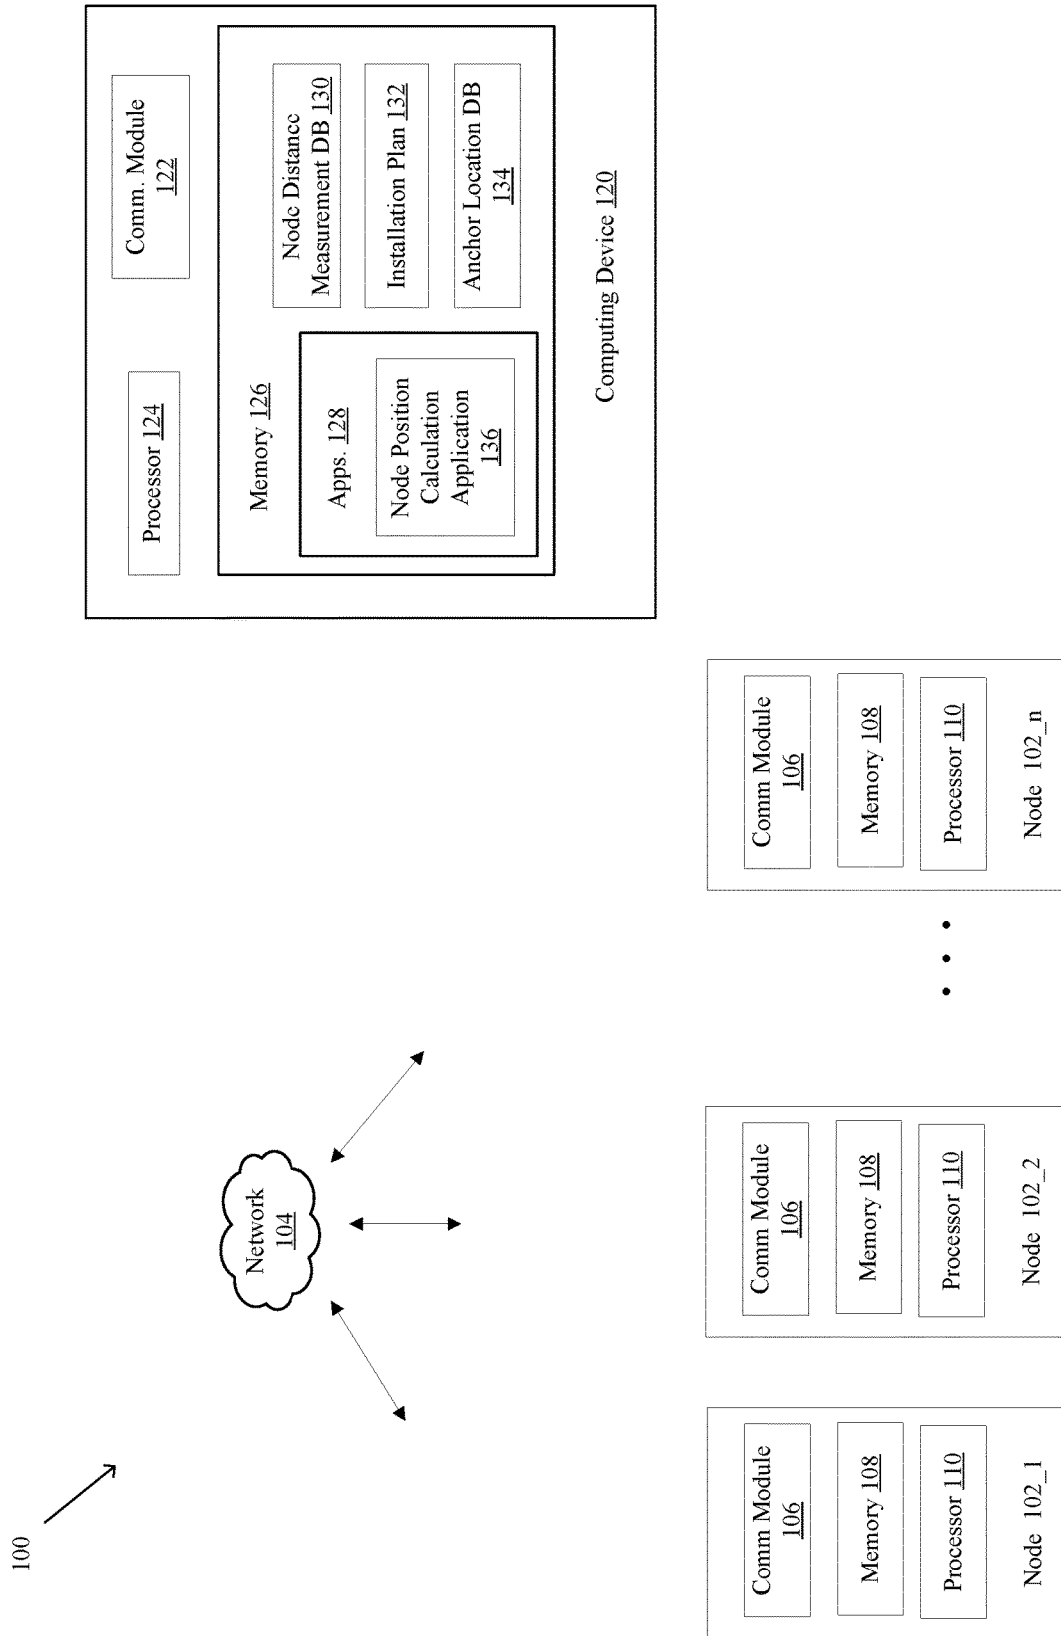 100
Network
104
Processor 124
Comm. Module
122
Memory 126
Apps. 128
Node Position
Calculation
Application
136
Node Distance
Measurement DB 130
Installation Plan 132
Anchor Location DB
134
Computing Device 120
Comm Module
106
Memory 108
Processor 110
Node 102_1
Comm Module
106
Memory 108
Processor 110
Node 102_2
• • •
Comm Module
106
Memory 108
Processor 110
Node 102_n